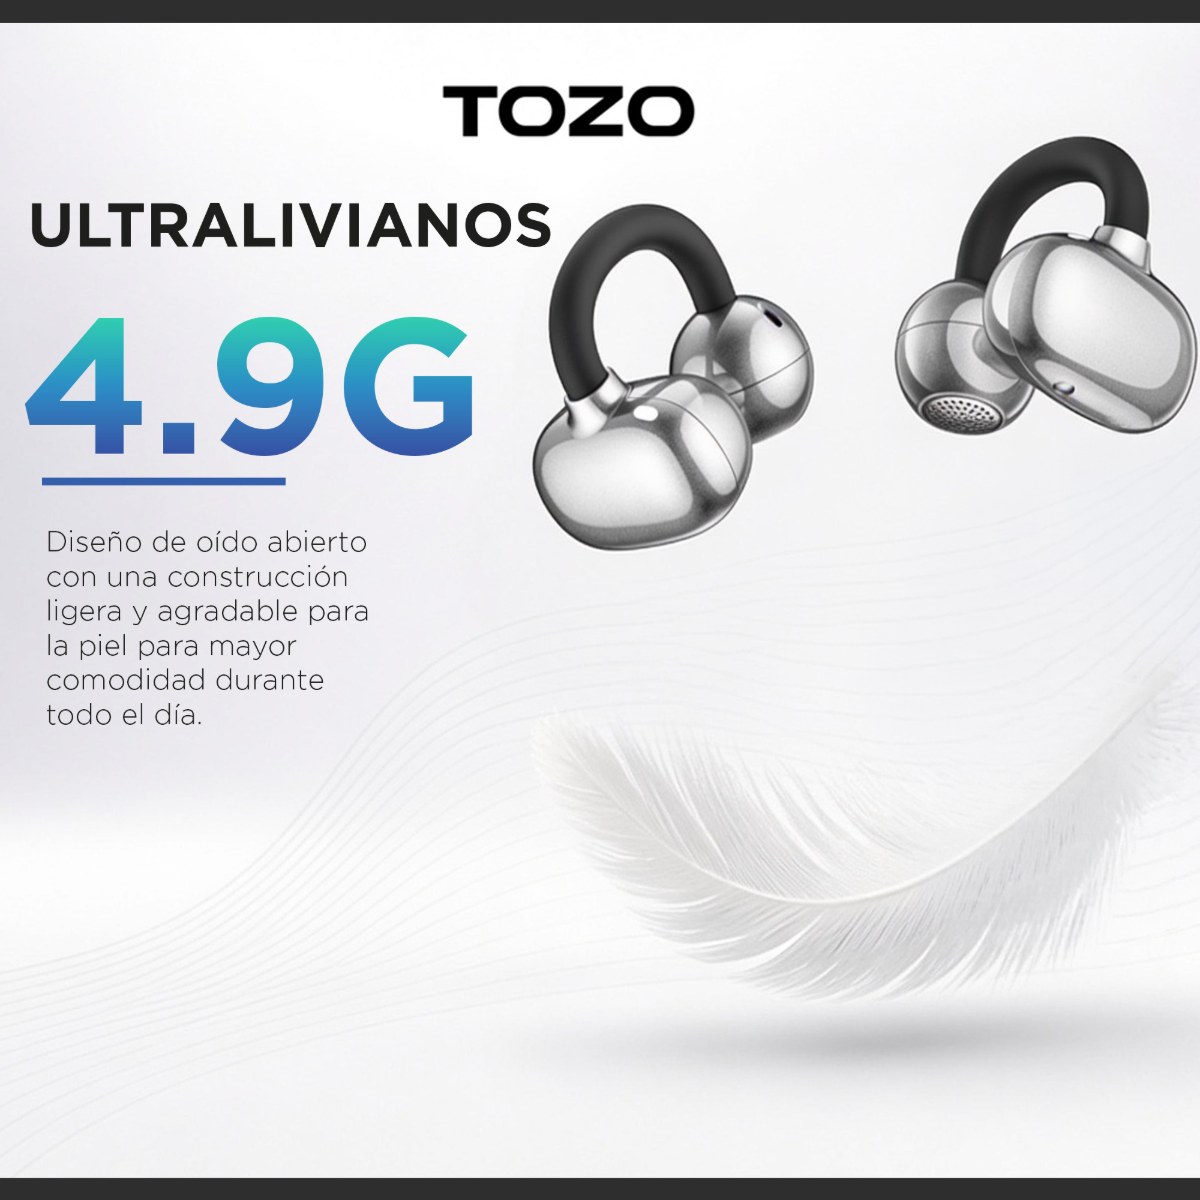 TOZO
ULTRALIVIANOS
4.9G
Diseño de oído abierto
con una construcción
ligera y agradable para
la piel para mayor
comodidad durante
todo el día.